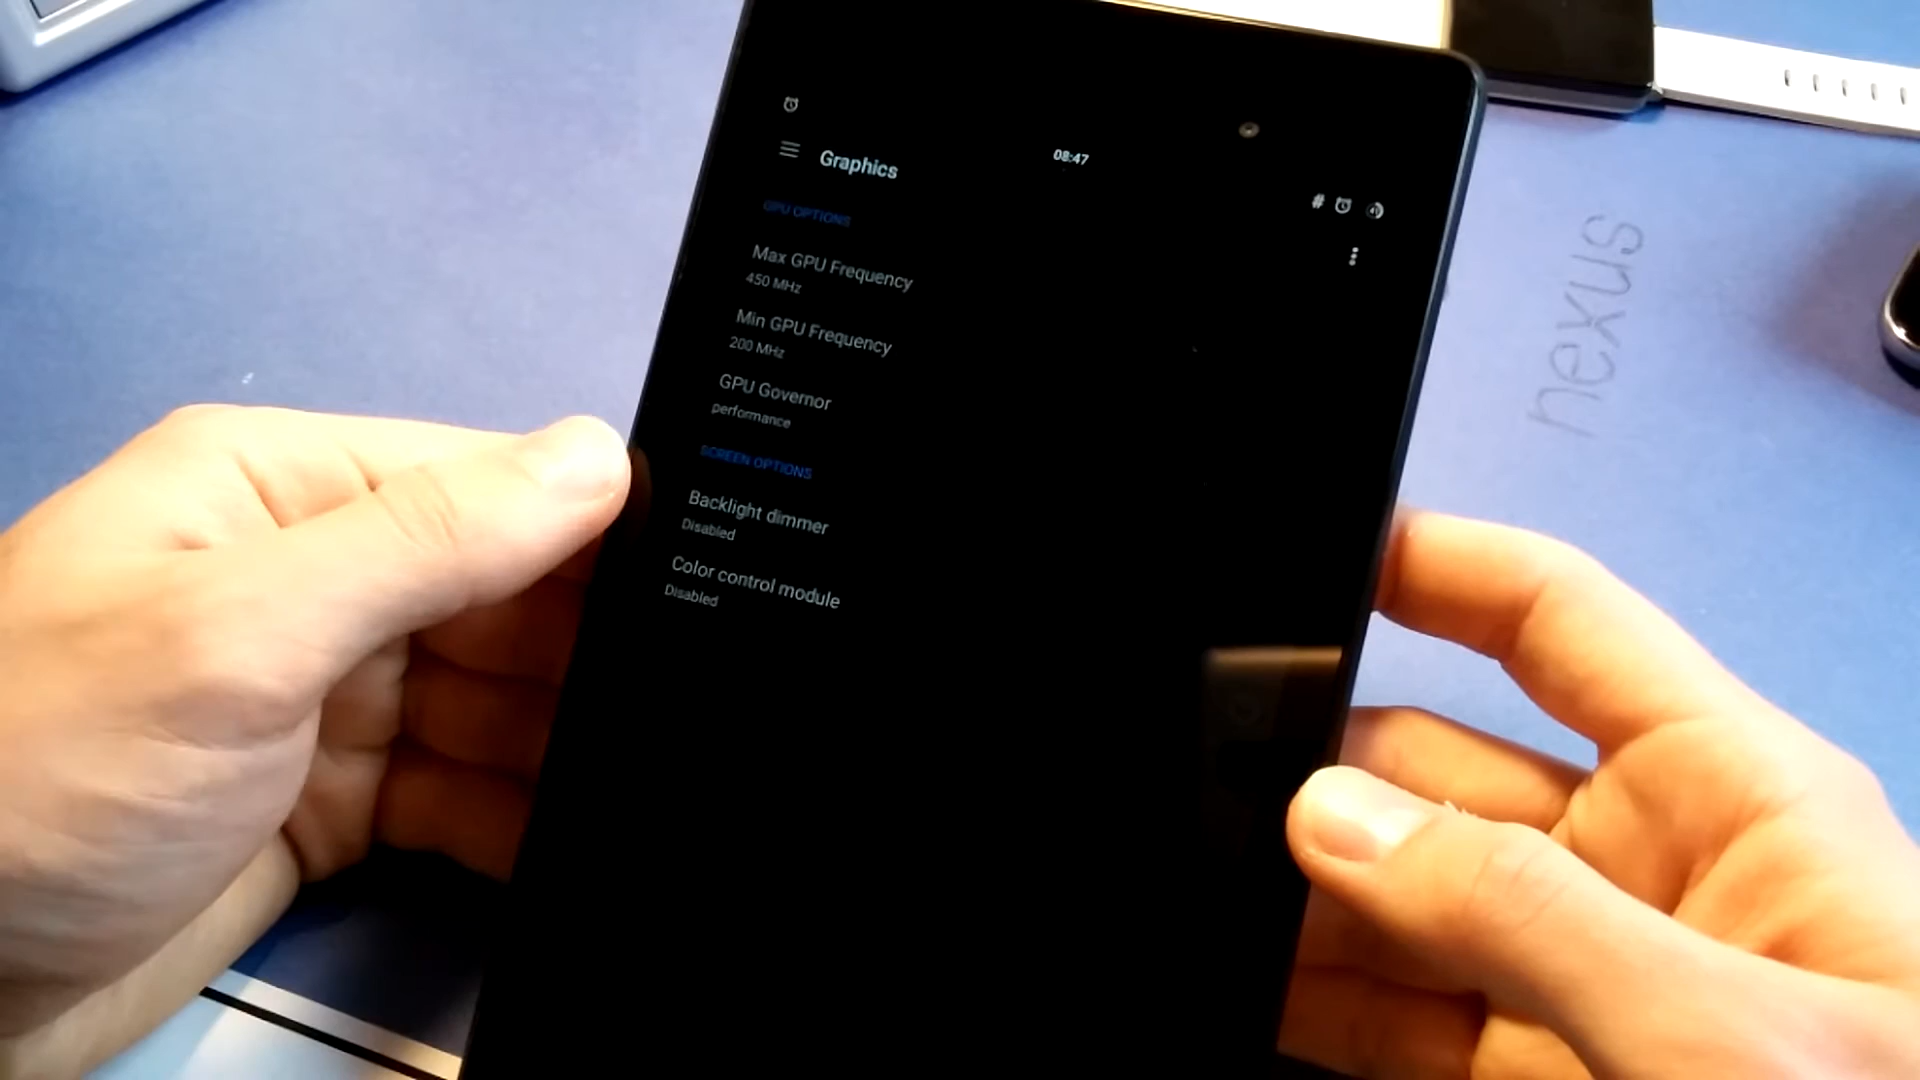 08:47
#
Graphics
GPU OPTIONS
Max GPU Frequency
450 MHz
Min GPU Frequency
200 MHz
GPU Governor
performance
SCREEN OPTIONS
Backlight dimmer
Disabled
Color control module
Disabled
nexus